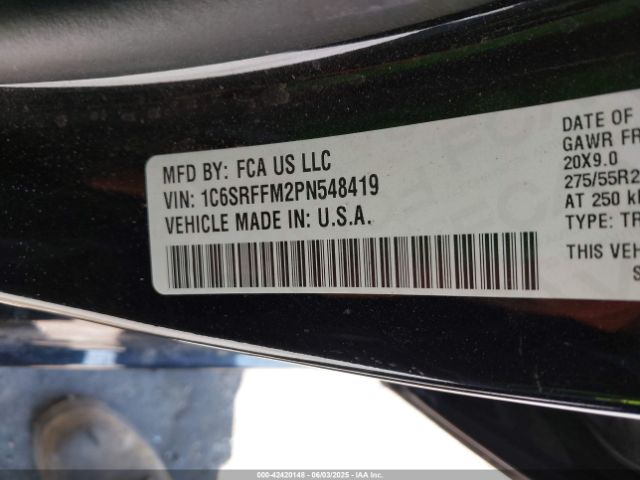 MFD BY: FCA US LLC
VIN: 1C6SRFFM2PN548419
VEHICLE MADE IN: U.S.A.
DATE OF
GAWR FR
20X9.0
275/55R2
AT 250 k
TYPE: TR
THIS VEH
S
000-42420148 - 06/03/2025 - IAA Inc.